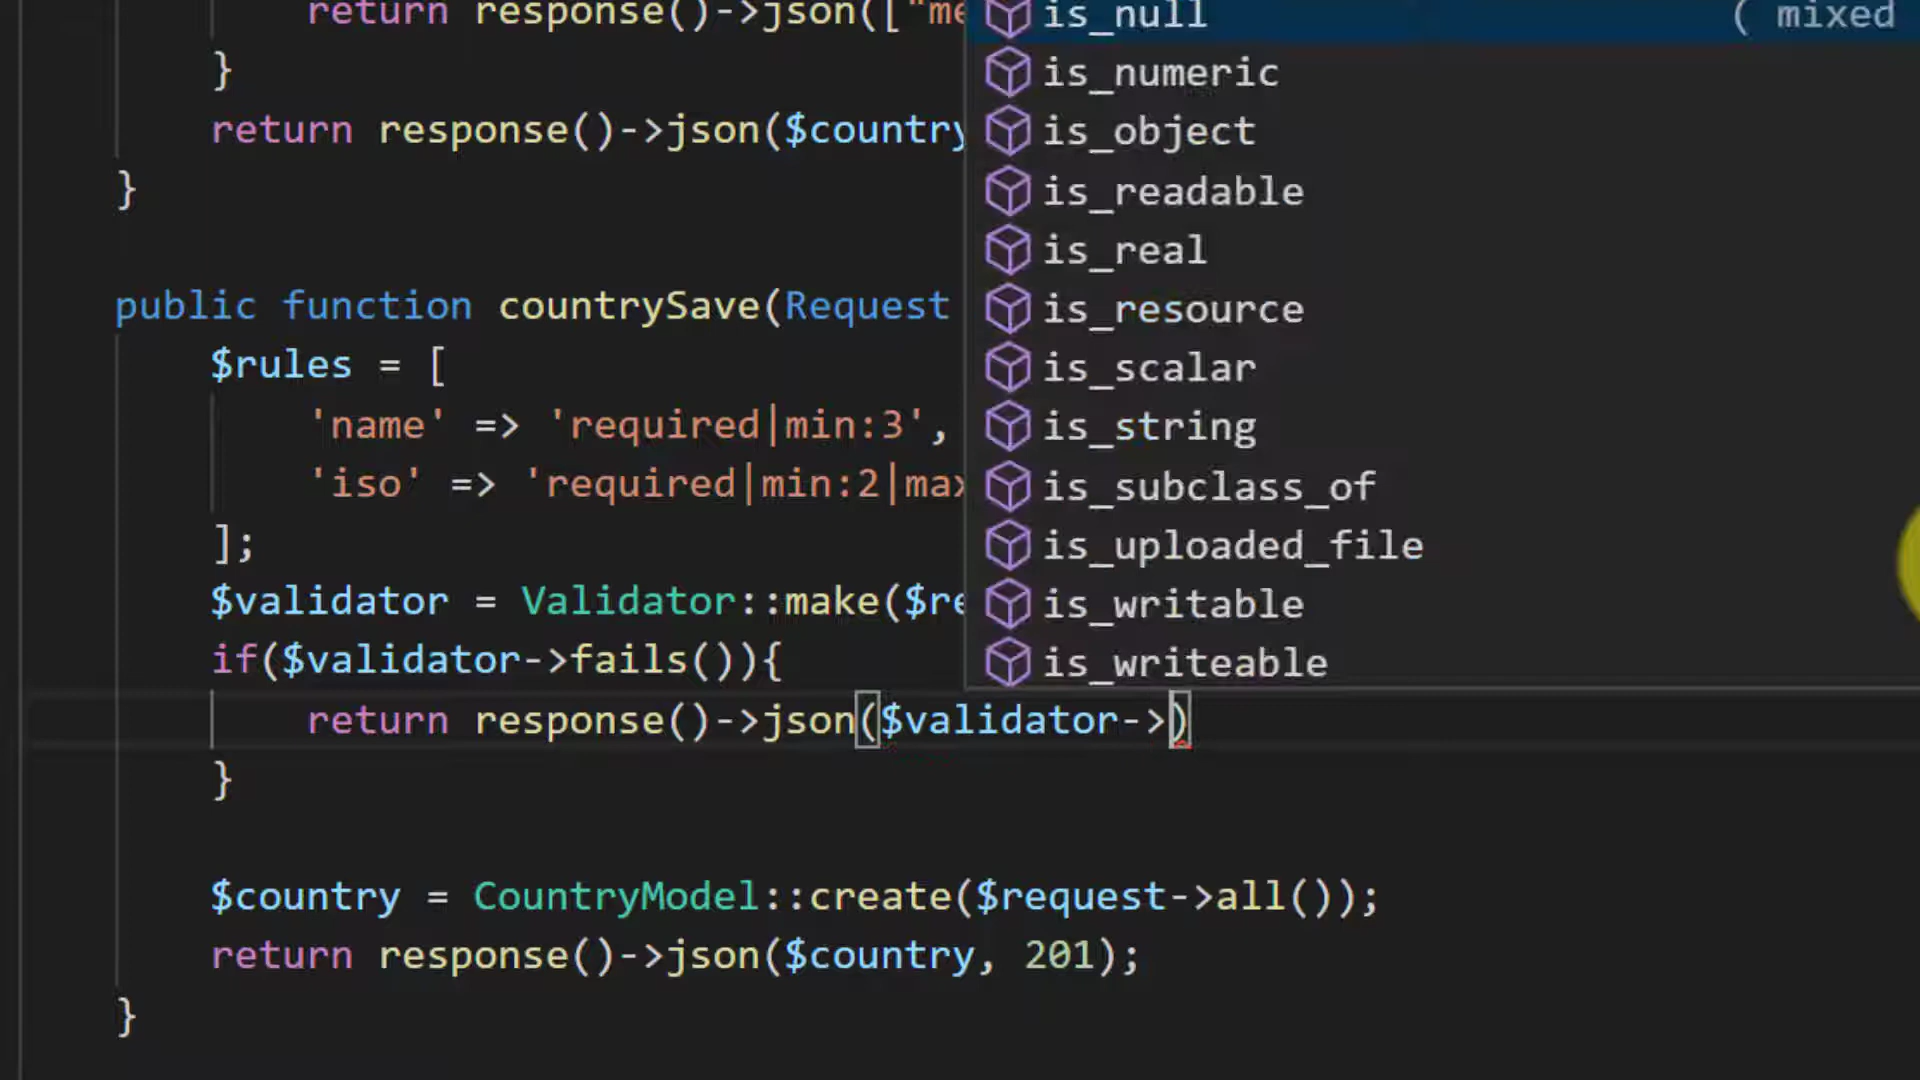 return response()->json(["me
}
return response()->json($country
}
public function countrySave(Request
$rules = [
'name' => 'required|min:3',
'iso' => 'required|min:2|max
];
$validator = Validator::make($re
if($validator->fails()){
return response()->json($validator->)
}
$country = CountryModel::create($request->all());
return response()->json($country, 201);
}
is_null ( mixed
is_numeric
is_object
is_readable
is_real
is_resource
is_scalar
is_string
is_subclass_of
is_uploaded_file
is_writable
is_writeable